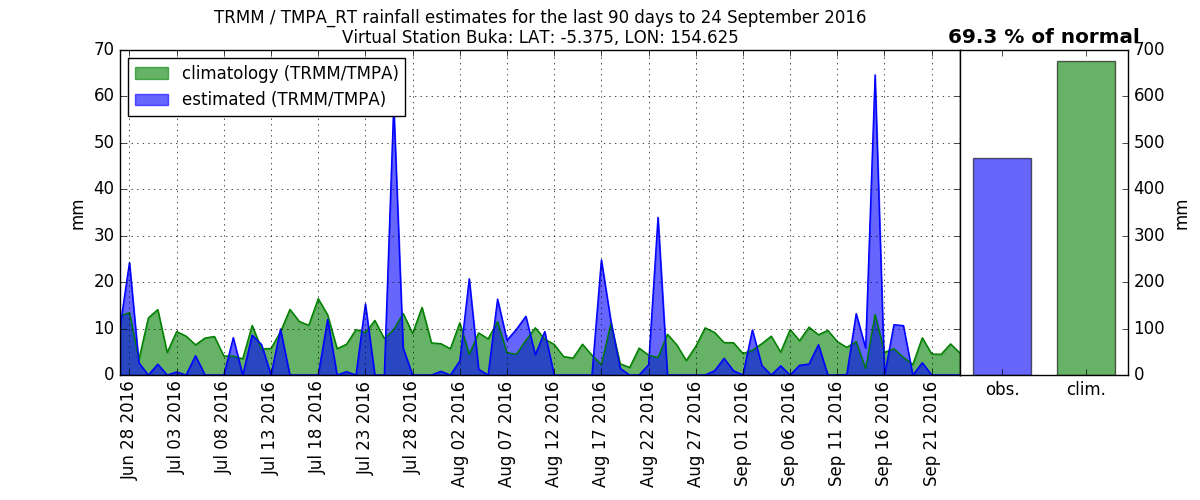 TRMM / TMPA_RT rainfall estimates for the last 90 days to 24 September 2016
Virtual Station Buka: LAT: -5.375, LON: 154.625
69.3 % of normal
climatology (TRMM/TMPA)
estimated (TRMM/TMPA)
70
60
50
40
30
20
10
0
mm
Jun 28 2016
Jul 03 2016
Jul 08 2016
Jul 13 2016
Jul 18 2016
Jul 23 2016
Jul 28 2016
Aug 02 2016
Aug 07 2016
Aug 12 2016
Aug 17 2016
Aug 22 2016
Aug 27 2016
Sep 01 2016
Sep 06 2016
Sep 11 2016
Sep 16 2016
Sep 21 2016
obs.
clim.
700
600
500
400
300
200
100
0
mm